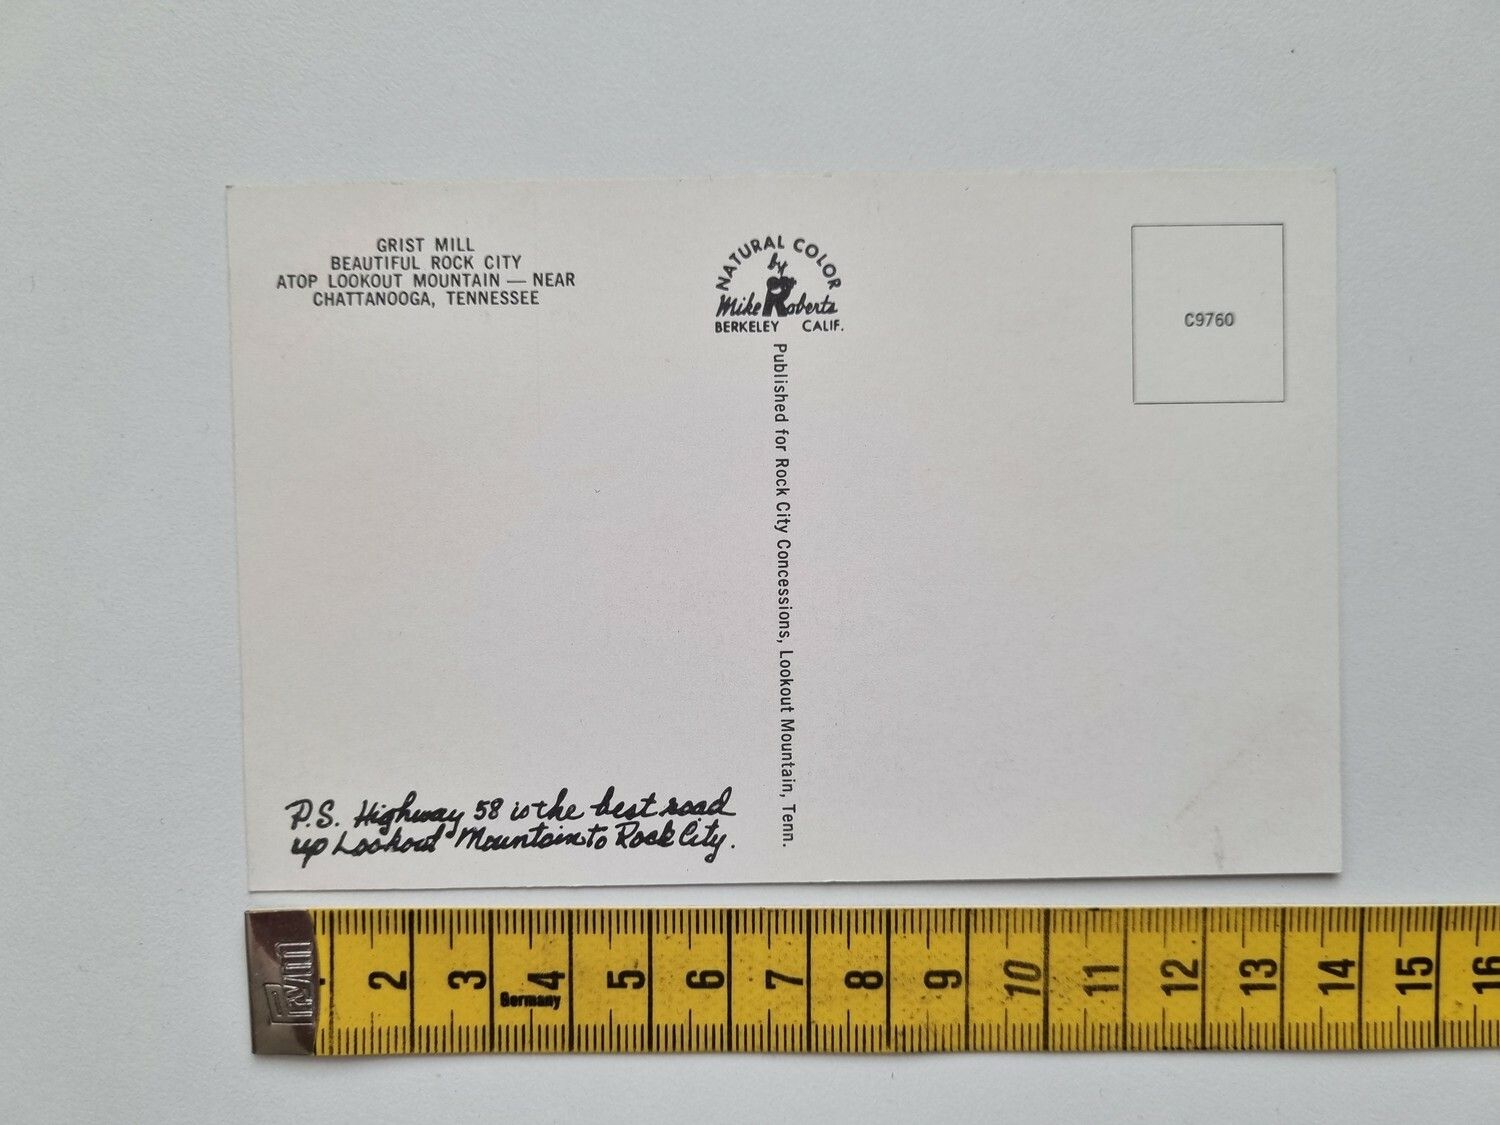 GRIST MILL
BEAUTIFUL ROCK CITY
ATOP LOOKOUT MOUNTAIN — NEAR
CHATTANOOGA, TENNESSEE
NATURAL COLOR
by
Mike Roberts
BERKELEY CALIF.
Published for Rock City Concessions, Lookout Mountain, Tenn.
C9760
P.S. Highway 58 is the best road
up Lookout Mountain to Rock City.
Prym
Germany
2 3 4 5 6 7 8 9 10 11 12 13 14 15 16